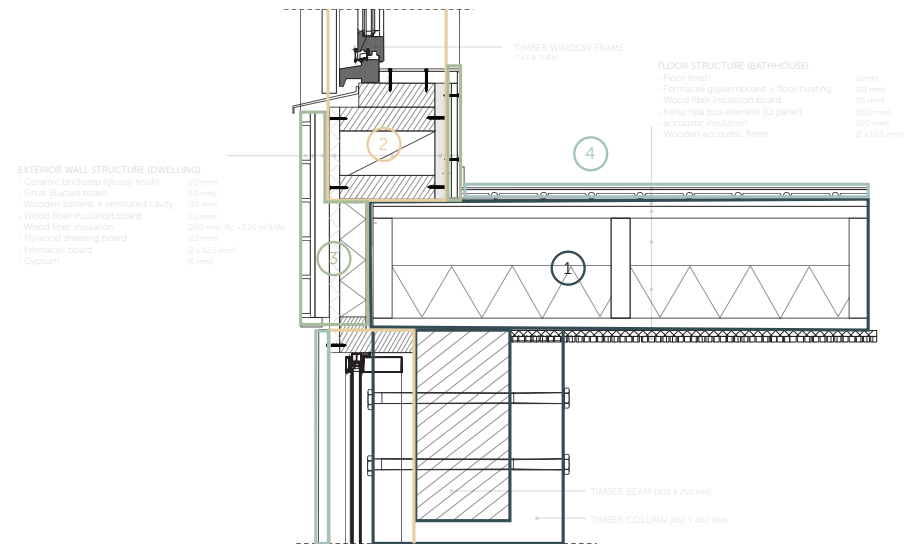 TIMBER WINDOW FRAME
(TILT & TURN)
FLOOR STRUCTURE (BATHHOUSE)
- Floor finish (2mm)
- Fermacell gypsemboard + floor heating (20 mm)
- Wood fiber insulation board (15 mm)
- Kerto ripa box element (Q panel) (260 mm)
- accoustic insulation (120 mm)
- Wooden accoustic finish (2 x 12,5 mm)
2
4
EXTERIOR WALL STRUCTURE (DWELLING)
- Ceramic brickstrip (glossy finish) (20 mm)
- Siniat Bluclad board (10 mm)
- Wooden battens + ventilated cavity (30 mm)
- Wood fiber insulation board (22 mm)
- Wood fiber insulation (200 mm, Rc =5,25 m²K/W)
- Plywood shealing board (22 mm)
- Fermacell board (2 x 12,5 mm)
- Gypsum (5 mm)
3
1
TIMBER BEAM (400 X 250 MM)
TIMBER COLUMN (400 X 400 MM)